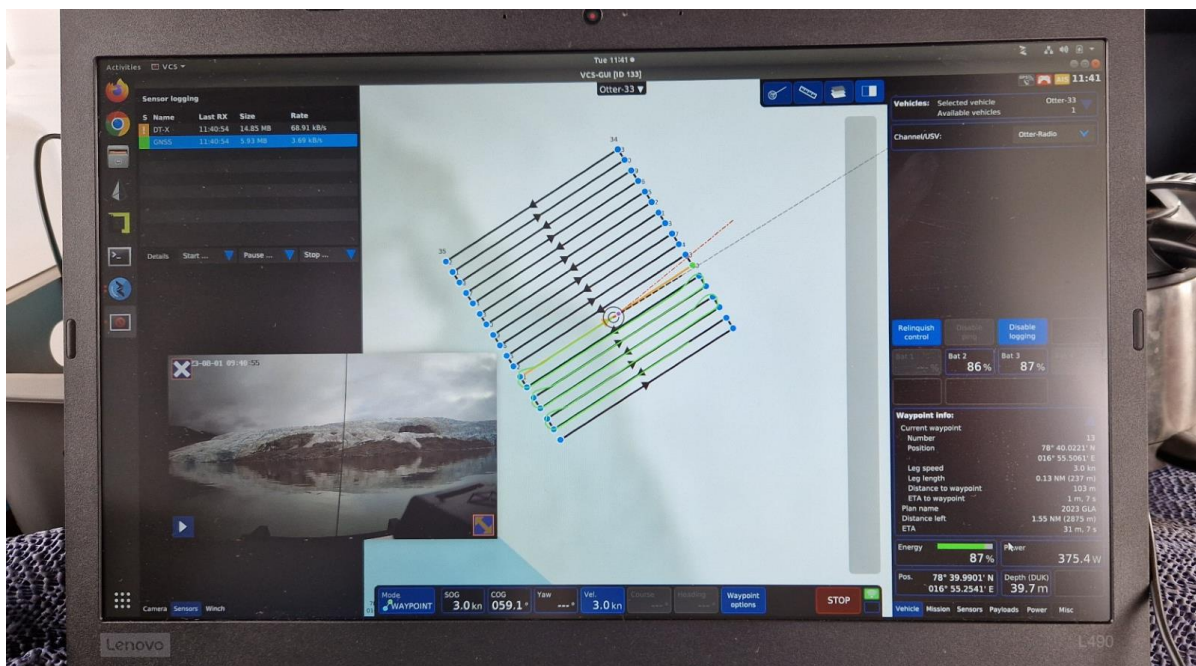 Activities VCS
Tue 11:41
VCS-GUI [ID 133]
11:41
Otter-33
Sensor logging
S Name Last RX Size Rate
! DT-X 11:40:54 14.85 MB 68.91 kB/s
GNSS 11:40:54 5.93 MB 3.69 kB/s
Details Start ... Pause ... Stop ...
34
35
Vehicles: Selected vehicle Otter-33
Available vehicles 1
Channel/USV: Otter-Radio
Relinquish control
Disable logging
Bat 1 Bat 2 Bat 3
--- % 86 % 87 %
Waypoint info:
Current waypoint
Number 13
Position 78° 40.0221' N
016° 55.5061' E
Leg speed 3.0 kn
Leg length 0.13 NM (237 m)
Distance to waypoint 103 m
ETA to waypoint 1 m, 7 s
Plan name 2023 GLA
Distance left 1.55 NM (2875 m)
ETA 31 m, 7 s
Energy
87 %
Power
375.4 W
Pos. 78° 39.9901' N
016° 55.2541' E
Depth (DUK)
39.7 m
Vehicle Mission Sensors Payloads Power Misc
Camera Sensors Winch
Mode
WAYPOINT
SOG
3.0 kn
COG
059.1 °
Yaw
--- °
Vel.
3.0 kn
Course
--- °
Heading
--- °
Waypoint options
STOP
Lenovo
L490